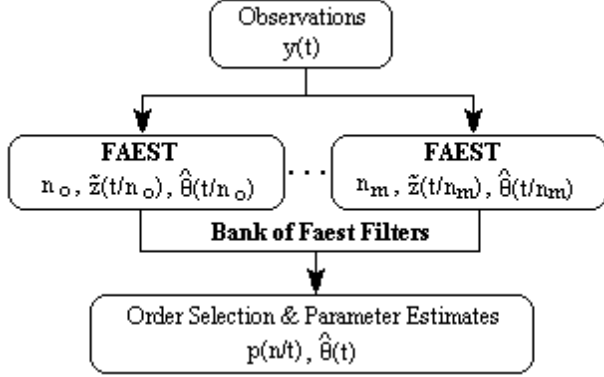 Observations
y(t)
FAEST
n₀, z̃(t/n₀), θ̂(t/n₀)
...
FAEST
nₘ, z̃(t/nₘ), θ̂(t/nₘ)
Bank of Faest Filters
Order Selection & Parameter Estimates
p(n/t), θ̂(t)